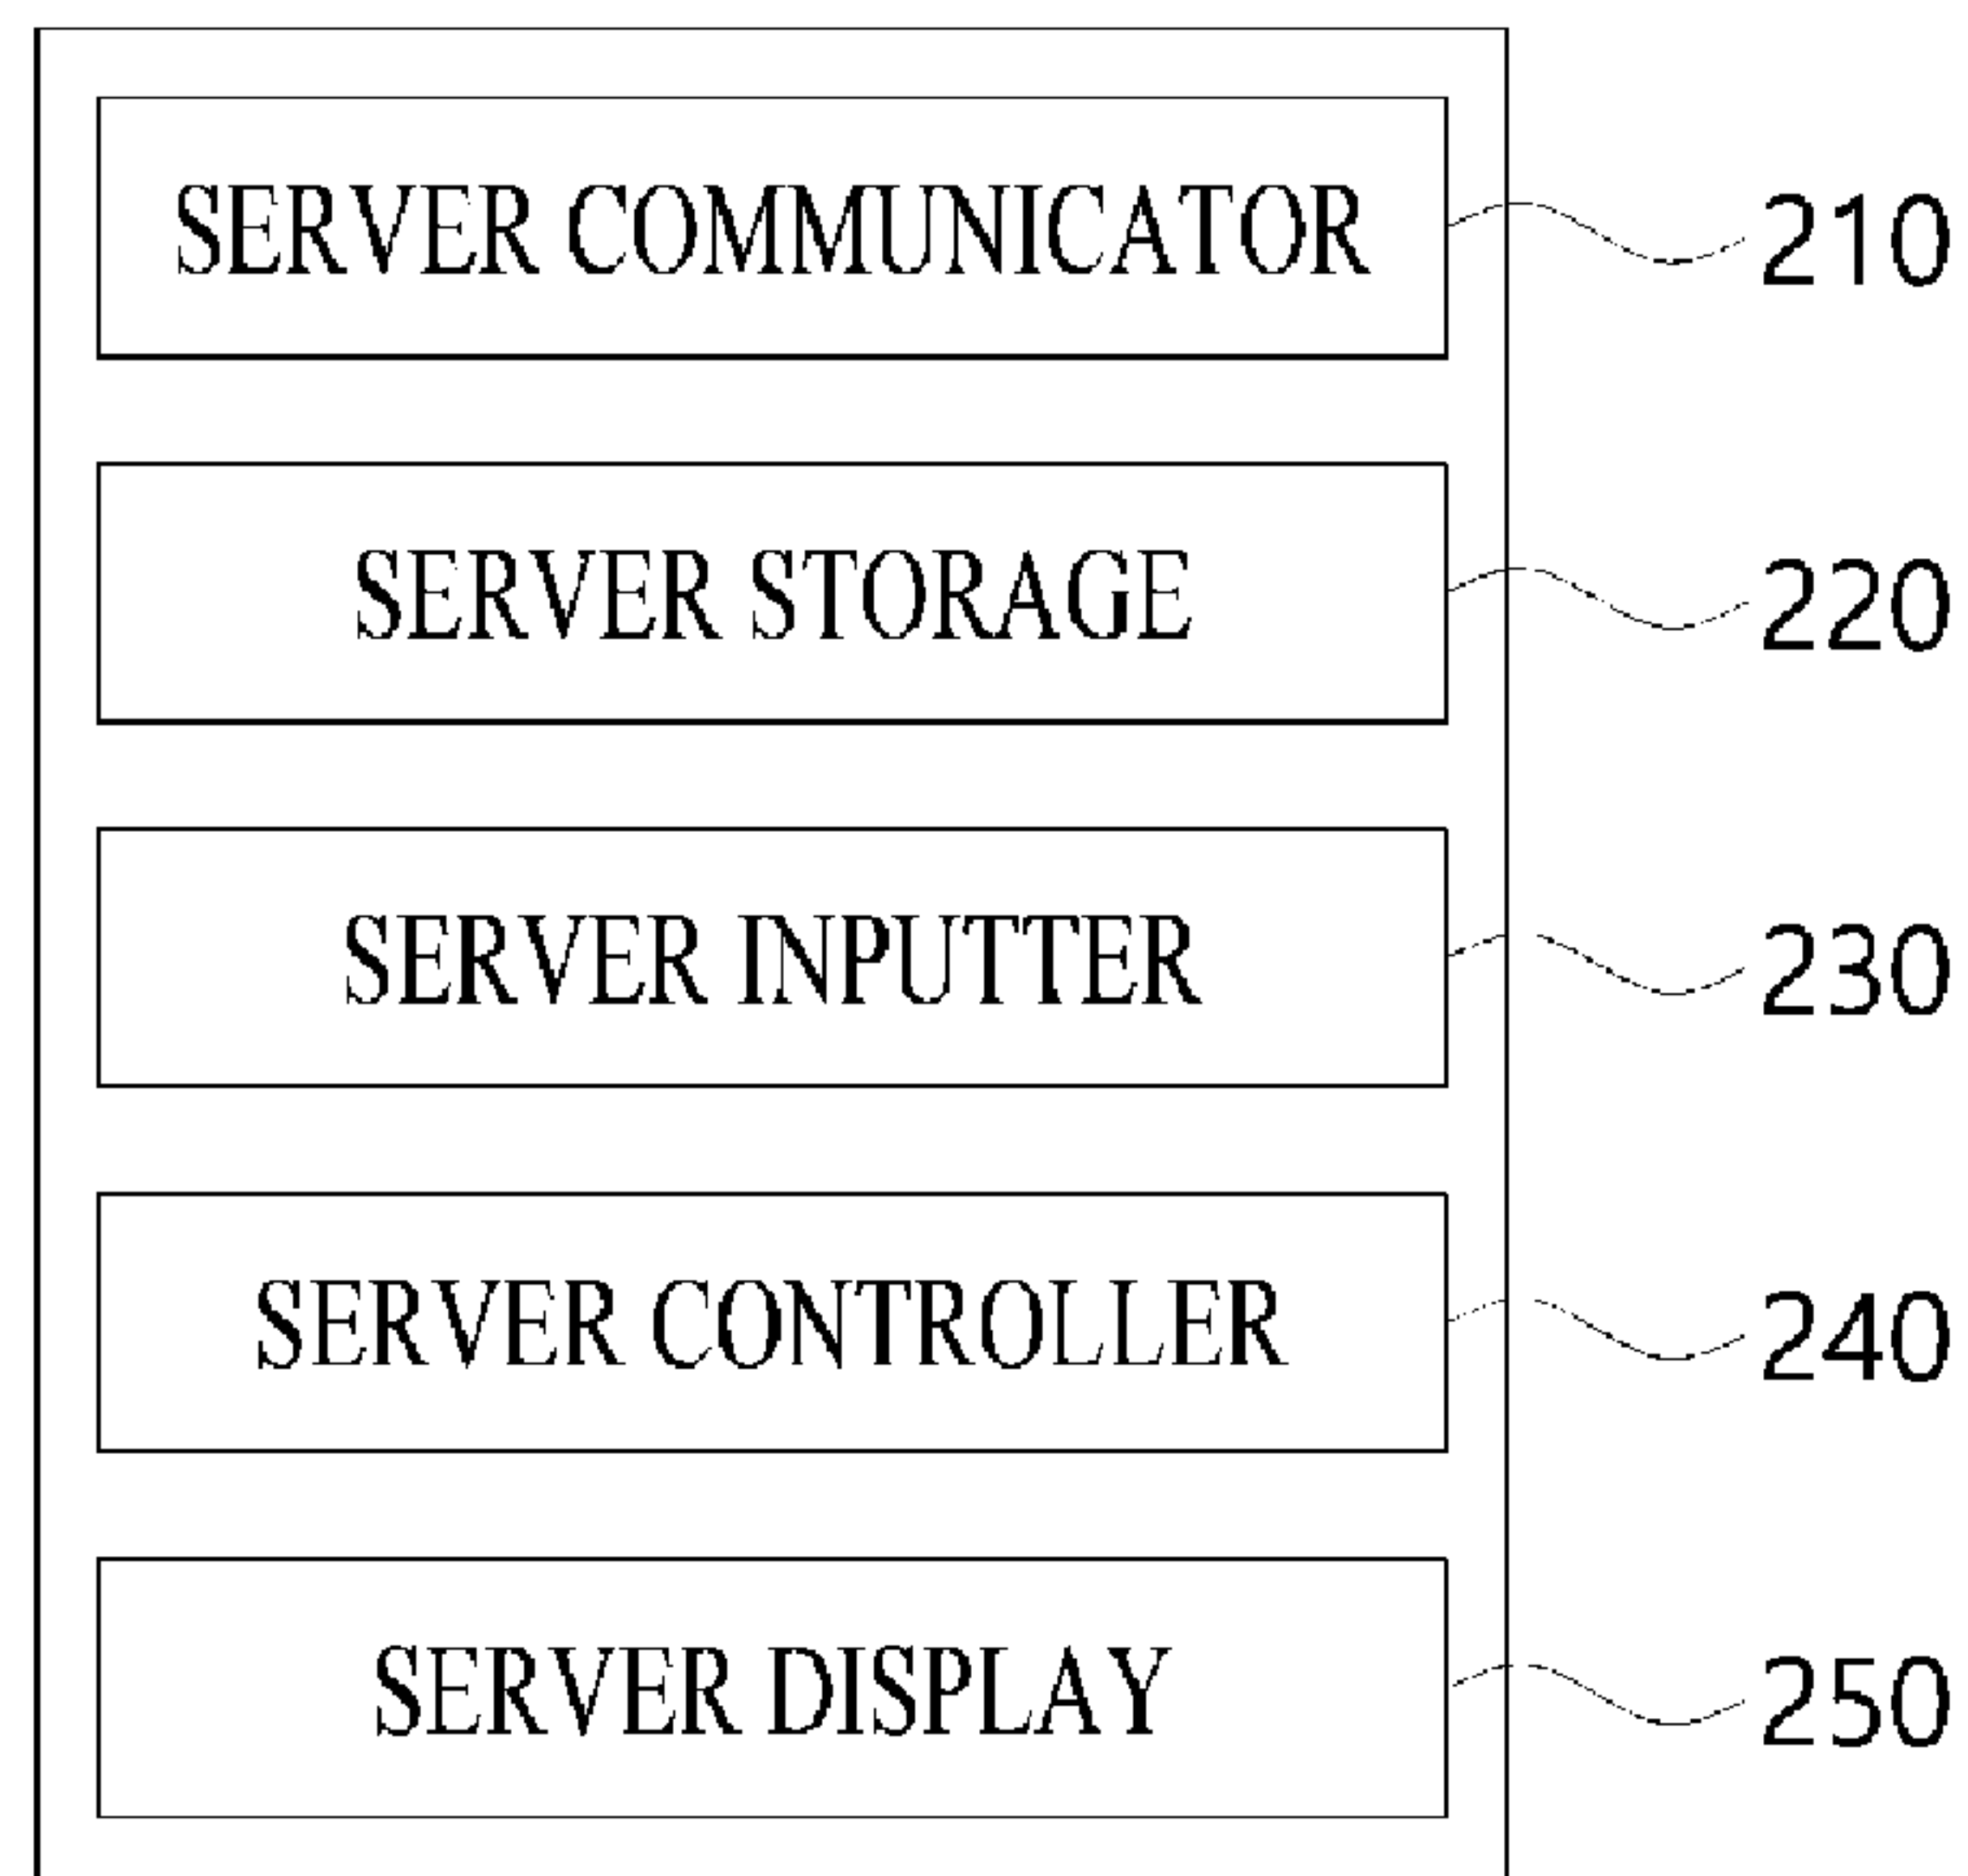 SERVER COMMUNICATOR 210
SERVER STORAGE 220
SERVER INPUTTER 230
SERVER CONTROLLER 240
SERVER DISPLAY 250